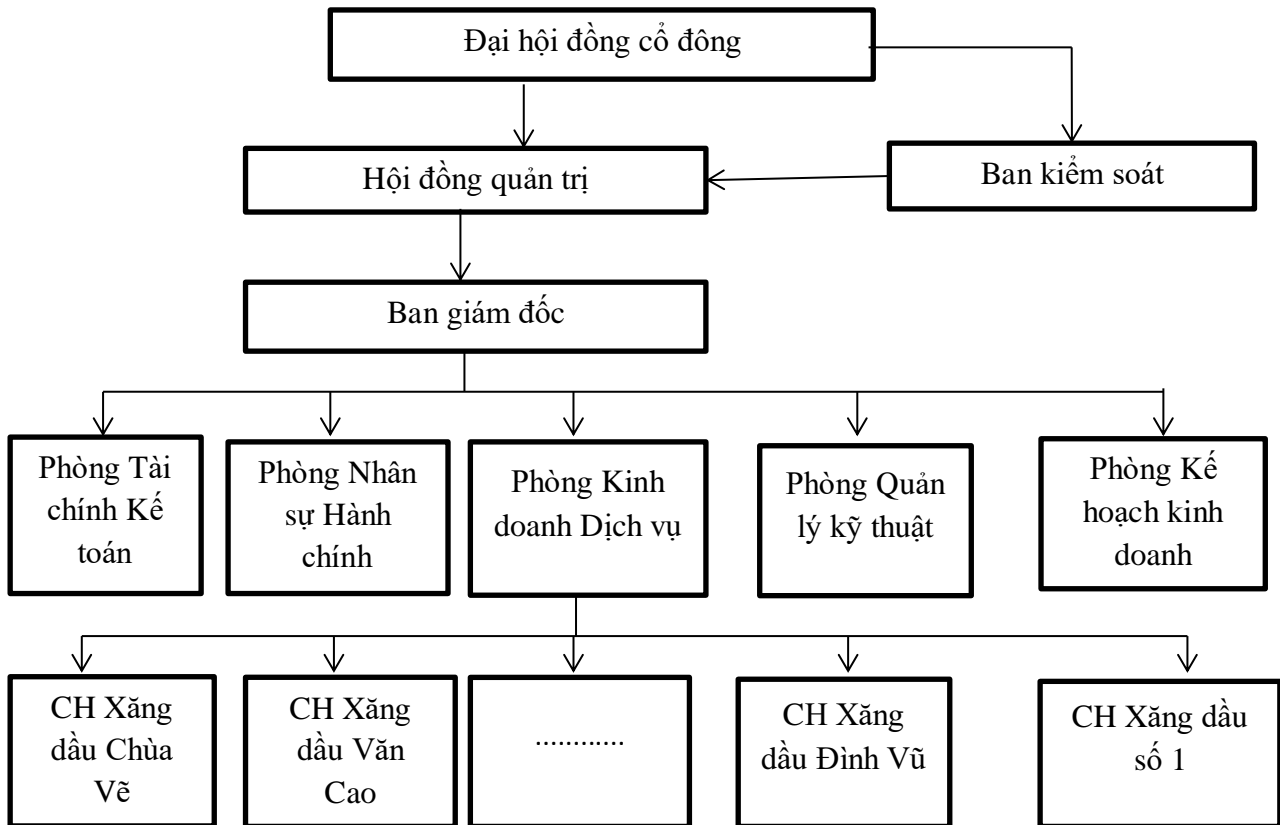 Đại hội đồng cổ đông
Hội đồng quản trị
Ban kiểm soát
Ban giám đốc
Phòng Tài
chính Kế
toán
Phòng Nhân
sự Hành
chính
Phòng Kinh
doanh Dịch vụ
Phòng Quản
lý kỹ thuật
Phòng Kế
hoạch kinh
doanh
CH Xăng
dầu Chùa
Vẽ
CH Xăng
dầu Văn
Cao
............
CH Xăng
dầu Đình Vũ
CH Xăng dầu
số 1